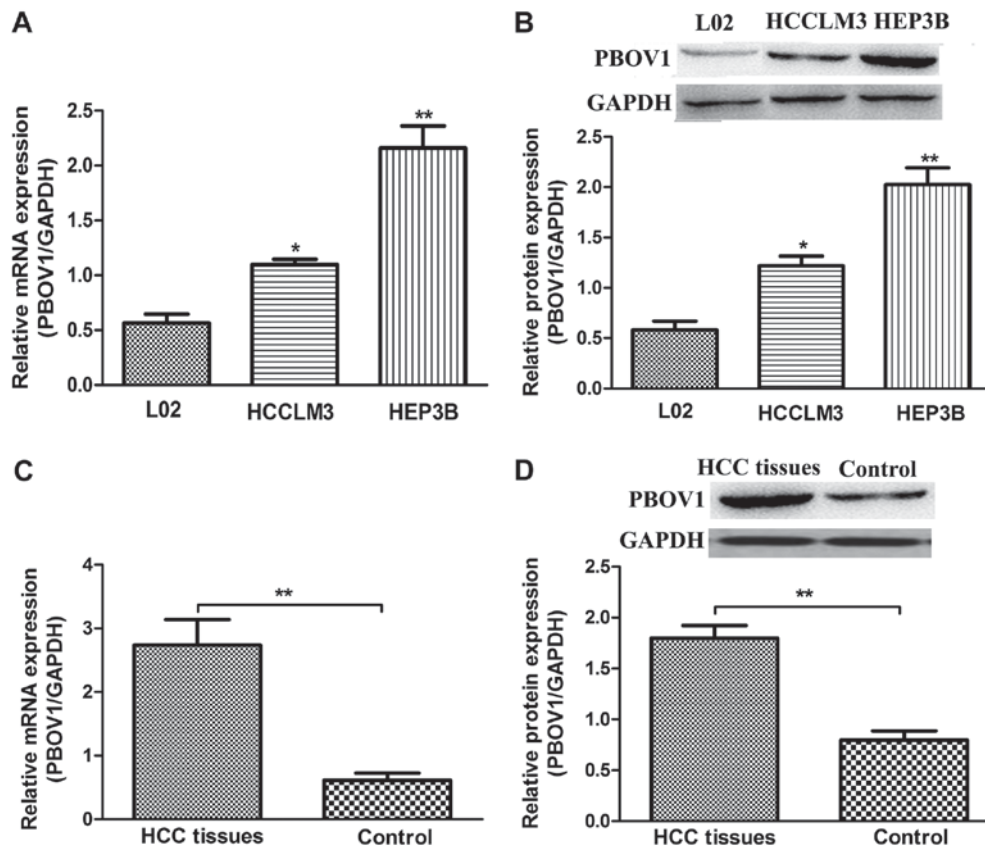 A
Relative mRNA expression
(PBOV1/GAPDH)
2.5
2.0
1.5
1.0
0.5
0.0
*
**
L02
HCCLM3
HEP3B
B
L02 HCCLM3 HEP3B
PBOV1
GAPDH
Relative protein expression
(PBOV1/GAPDH)
2.5
2.0
1.5
1.0
0.5
0.0
*
**
L02
HCCLM3
HEP3B
C
Relative mRNA expression
(PBOV1/GAPDH)
4
3
2
1
0
**
HCC tissues
Control
D
HCC tissues Control
PBOV1
GAPDH
Relative protein expression
(PBOV1/GAPDH)
2.5
2.0
1.5
1.0
0.5
0.0
**
HCC tissues
Control